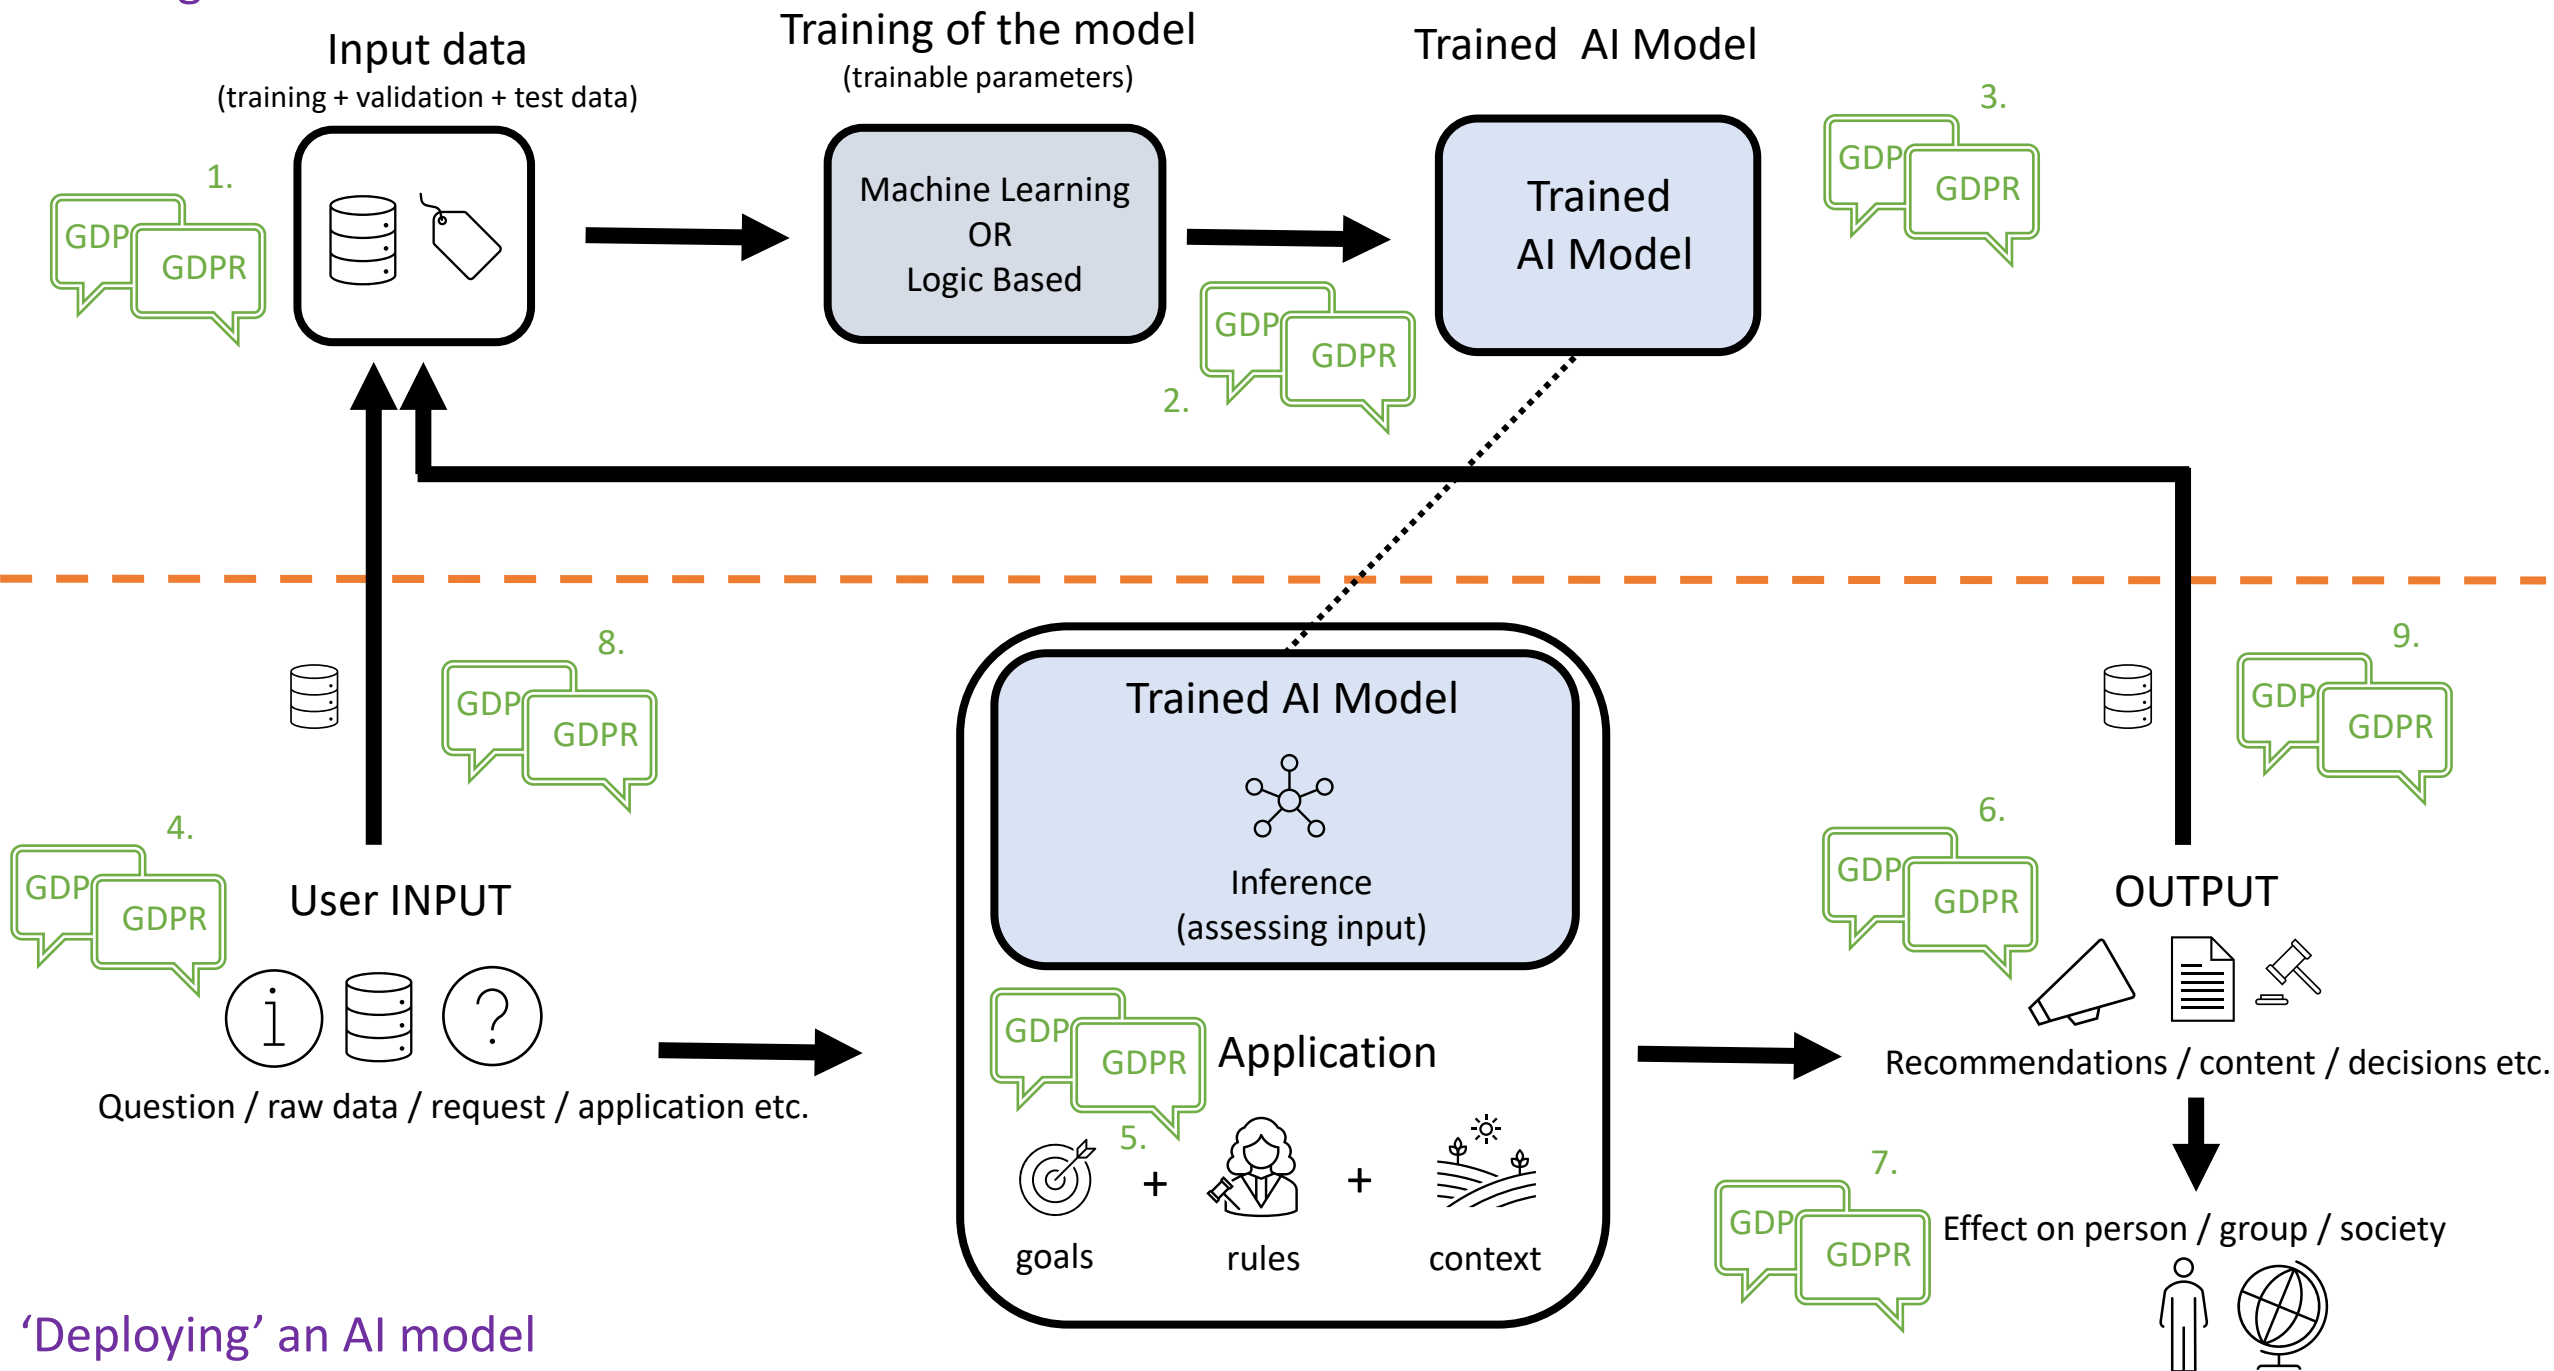 Input data
(training + validation + test data)
Training of the model
(trainable parameters)
Trained AI Model
1.
GDP
GDPR
Machine Learning
OR
Logic Based
2.
GDP
GDPR
Trained
AI Model
3.
GDP
GDPR
8.
GDP
GDPR
4.
GDP
GDPR
User INPUT
i
?
Question / raw data / request / application etc.
Trained AI Model
Inference
(assessing input)
GDP
GDPR
5.
Application
+
+
goals
rules
context
9.
GDP
GDPR
6.
GDP
GDPR
OUTPUT
Recommendations / content / decisions etc.
7.
GDP
GDPR
Effect on person / group / society
‘Deploying’ an AI model